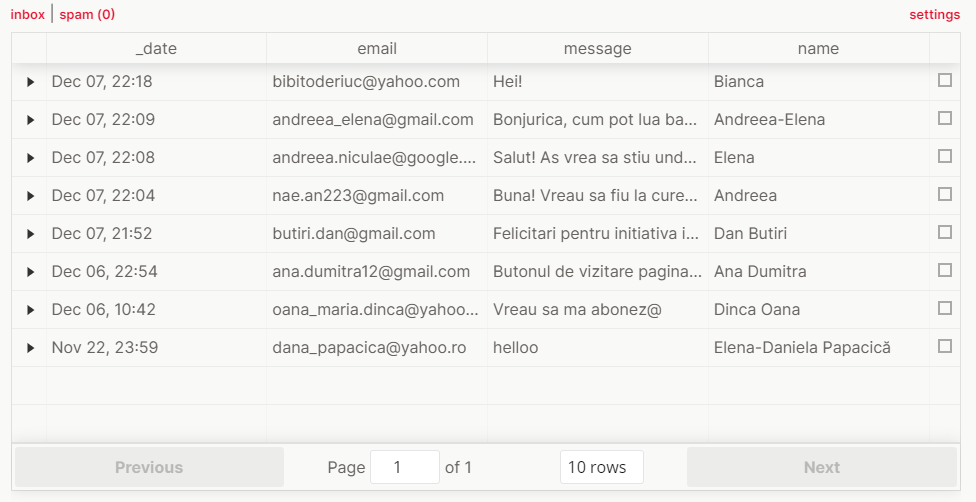 inbox | spam (0) settings
_date email message name
Dec 07, 22:18 bibitoderiuc@yahoo.com Hei! Bianca
Dec 07, 22:09 andreea_elena@gmail.com Bonjurica, cum pot lua ba... Andreea-Elena
Dec 07, 22:08 andreea.niculae@google.... Salut! As vrea sa stiu und... Elena
Dec 07, 22:04 nae.an223@gmail.com Buna! Vreau sa fiu la cure... Andreea
Dec 07, 21:52 butiri.dan@gmail.com Felicitari pentru initiativa i... Dan Butiri
Dec 06, 22:54 ana.dumitra12@gmail.com Butonul de vizitare pagina... Ana Dumitra
Dec 06, 10:42 oana_maria.dinca@yahoo... Vreau sa ma abonez@ Dinca Oana
Nov 22, 23:59 dana_papacica@yahoo.ro helloo Elena-Daniela Papacică
Previous Page 1 of 1 10 rows Next